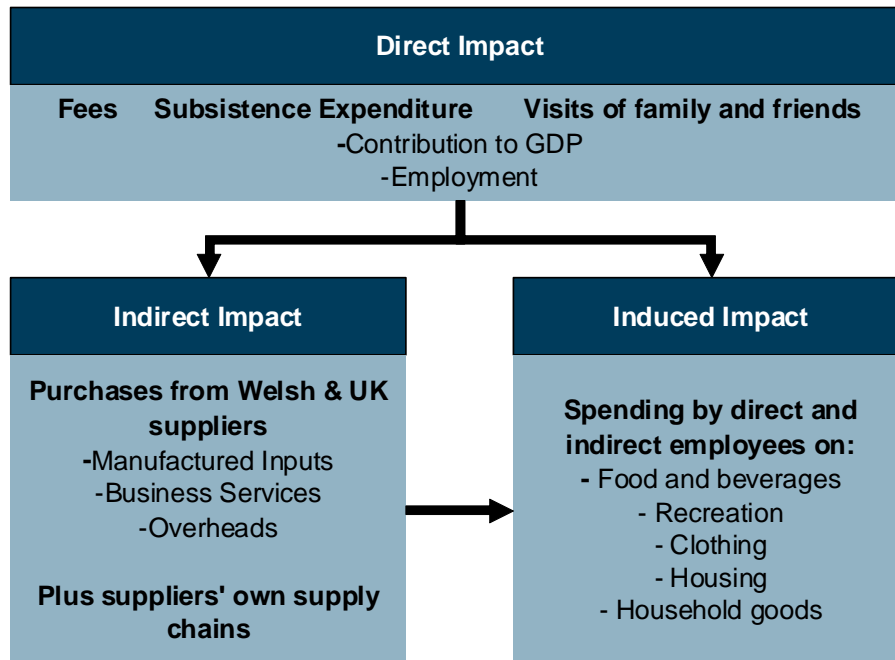 Direct Impact
Fees Subsistence Expenditure Visits of family and friends
-Contribution to GDP
-Employment
Indirect Impact
Purchases from Welsh & UK
suppliers
-Manufactured Inputs
-Business Services
-Overheads
Plus suppliers' own supply
chains
Induced Impact
Spending by direct and
indirect employees on:
- Food and beverages
- Recreation
- Clothing
- Housing
- Household goods